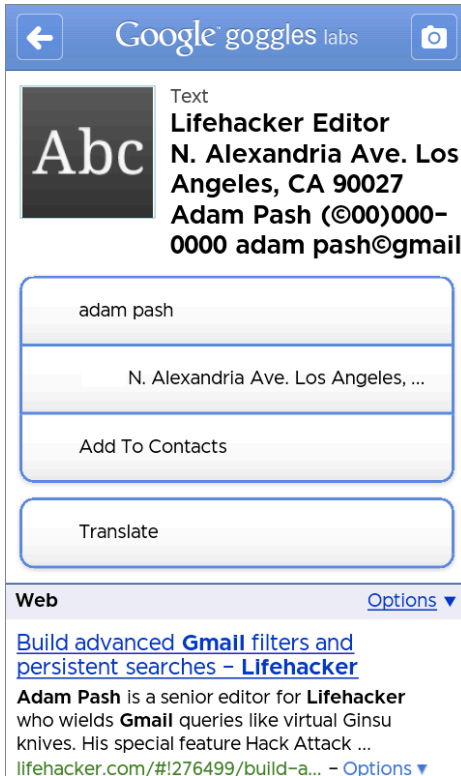 Google goggles labs
Abc
Text
Lifehacker Editor
N. Alexandria Ave. Los
Angeles, CA 90027
Adam Pash (©00)000-
0000 adam pash©gmail
adam pash
N. Alexandria Ave. Los Angeles, ...
Add To Contacts
Translate
Web
Options ▼
Build advanced Gmail filters and
persistent searches – Lifehacker
Adam Pash is a senior editor for Lifehacker
who wields Gmail queries like virtual Ginsu
knives. His special feature Hack Attack ...
lifehacker.com/#!276499/build-a... – Options ▼